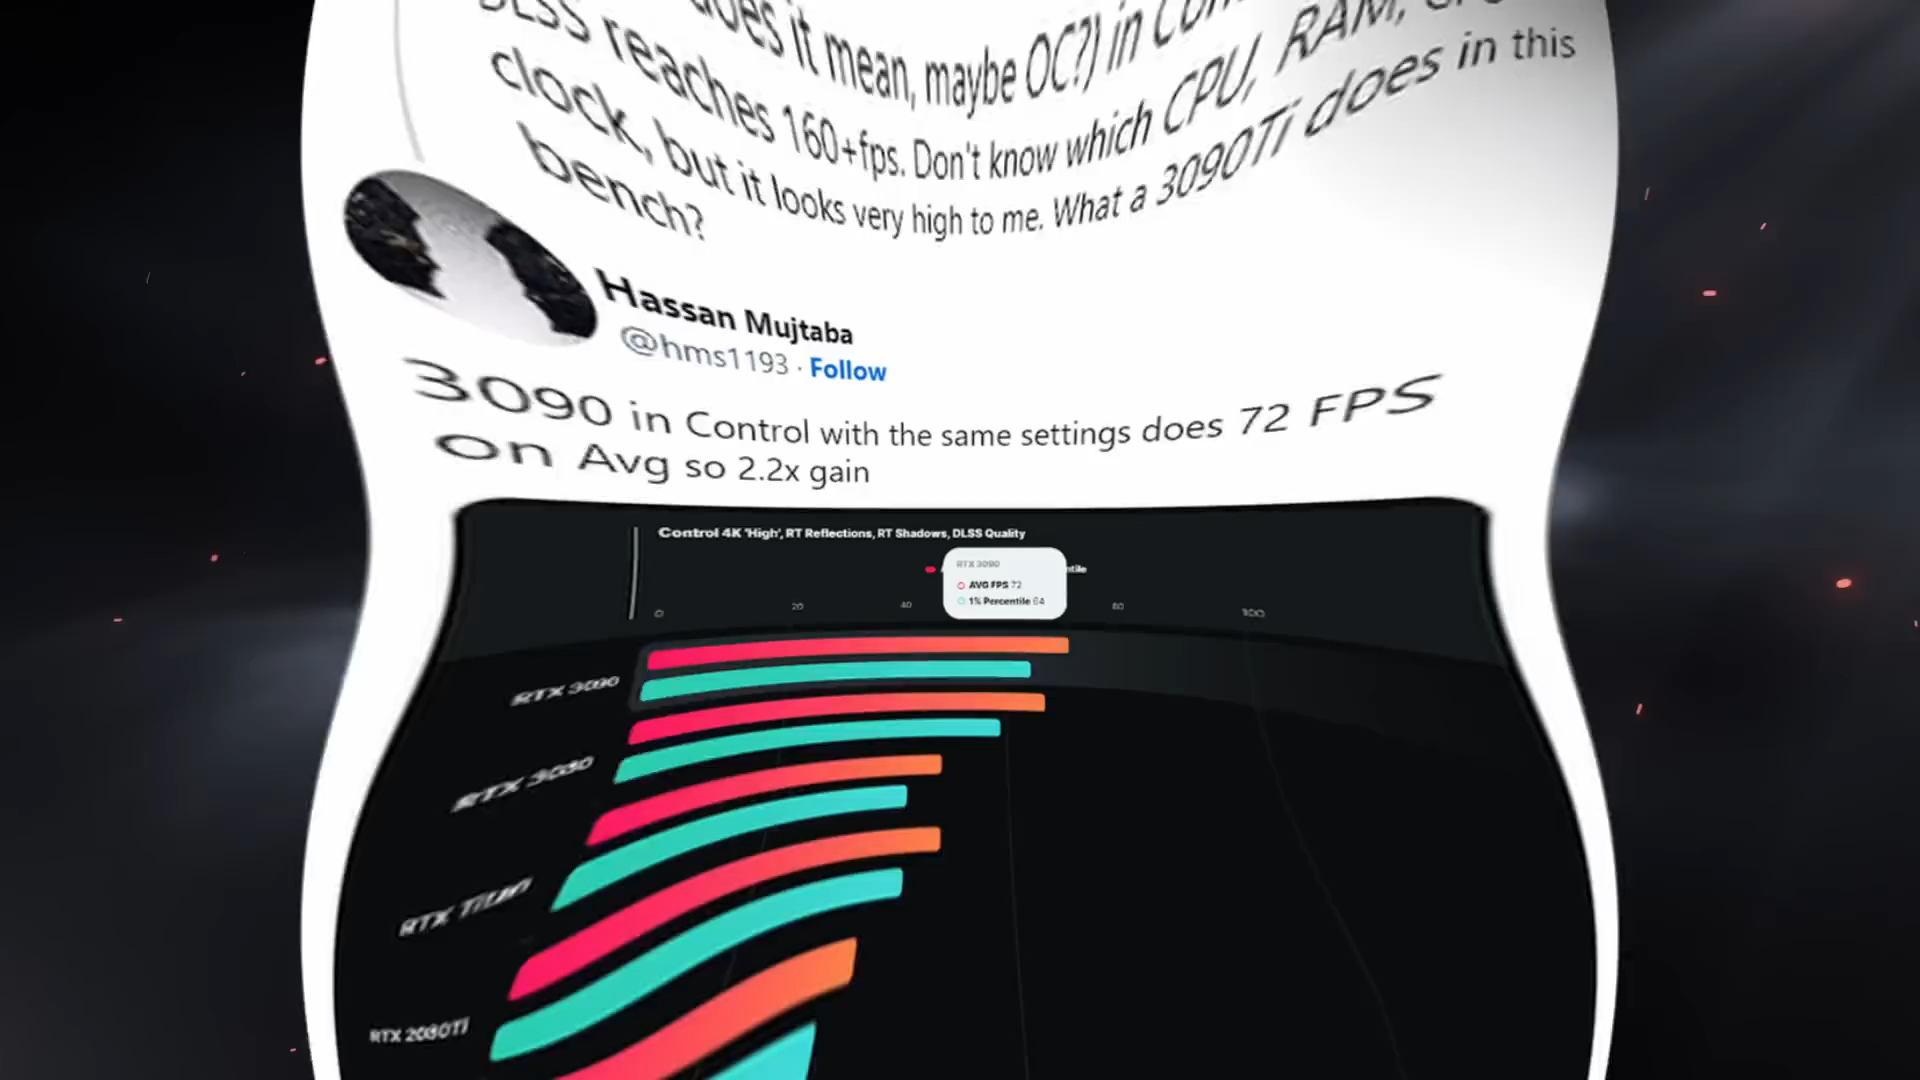 does it mean, maybe OC?) in
DLSS reaches 160+fps. Don't know which CPU, RAM,
clock, but it looks very high to me. What a 3090Ti does in this
bench?
Hassan Mujtaba
@hms1193 · Follow
3090 in Control with the same settings does 72 FPS
on Avg so 2.2x gain
Control 4K 'High', RT Reflections, RT Shadows, DLSS Quality
RTX 3090
AVG FPS 72
1% Percentile 64
0 20 40 80 100
RTX 3090
RTX 3080
RTX Titan
RTX 2080Ti